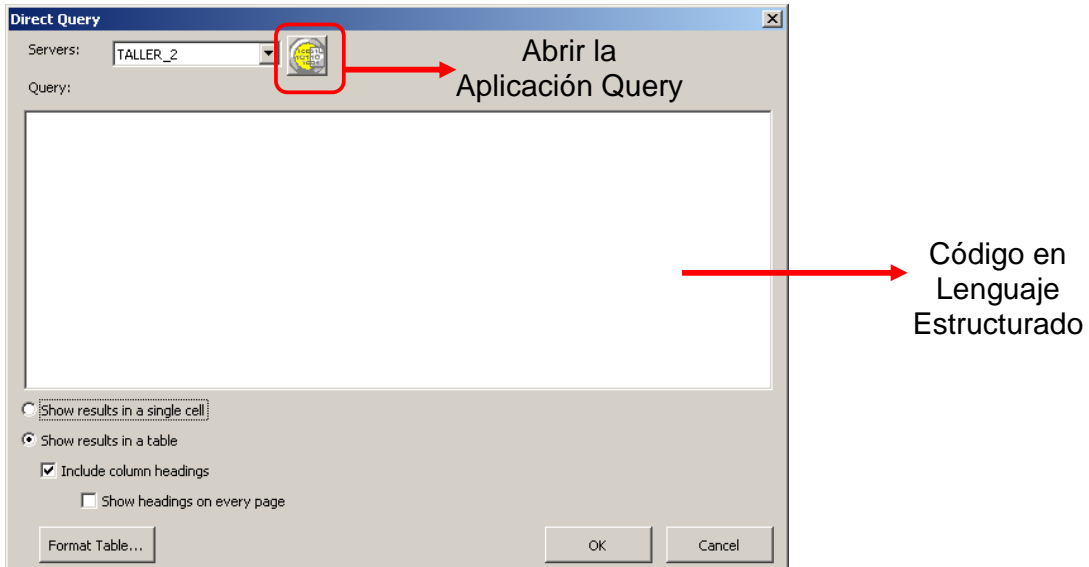 Direct Query
Servers:
TALLER_2
Abrir la
Aplicación Query
Query:
Código en
Lenguaje
Estructurado
Show results in a single cell
Show results in a table
Include column headings
Show headings on every page
Format Table...
OK
Cancel